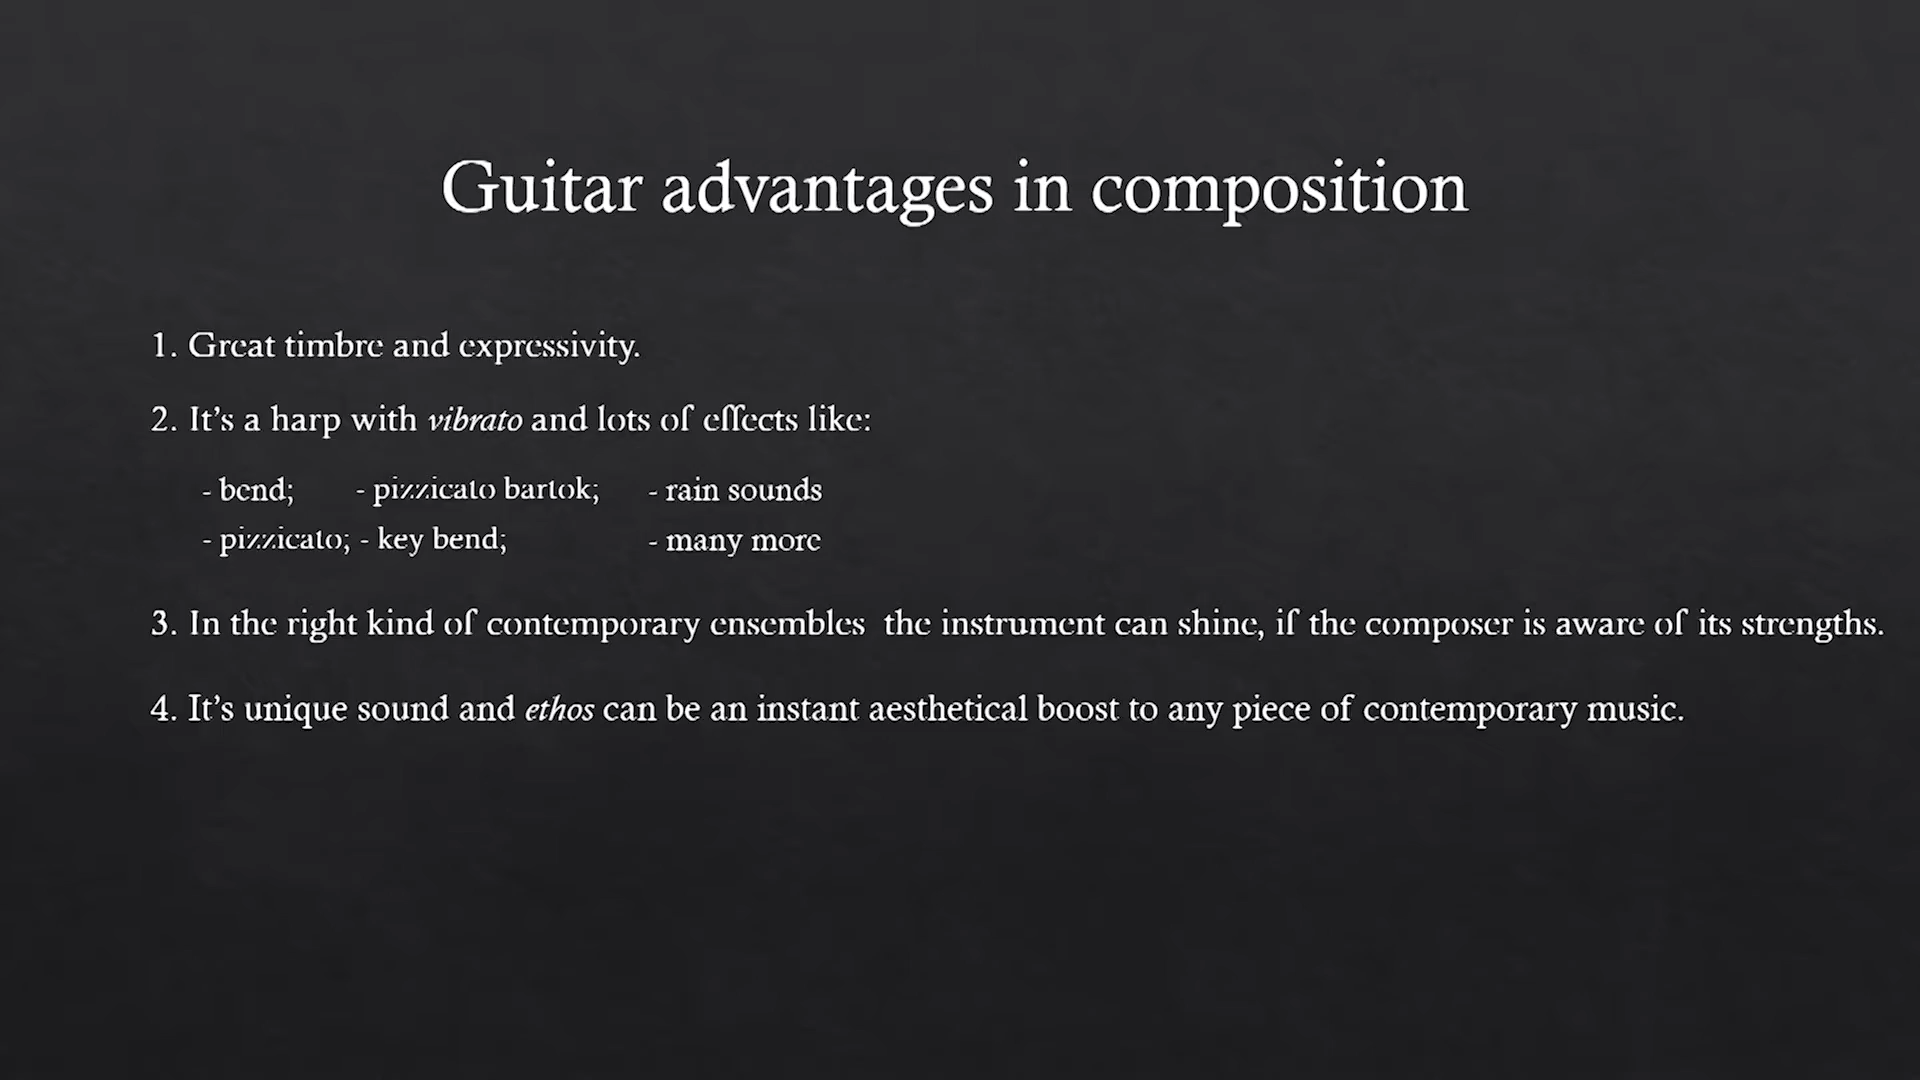 Guitar advantages in composition
1. Great timbre and expressivity.
2. It's a harp with vibrato and lots of effects like:
- bend; - pizzicato bartok; - rain sounds
- pizzicato; - key bend; - many more
3. In the right kind of contemporary ensembles the instrument can shine, if the composer is aware of its strengths.
4. It's unique sound and ethos can be an instant aesthetical boost to any piece of contemporary music.